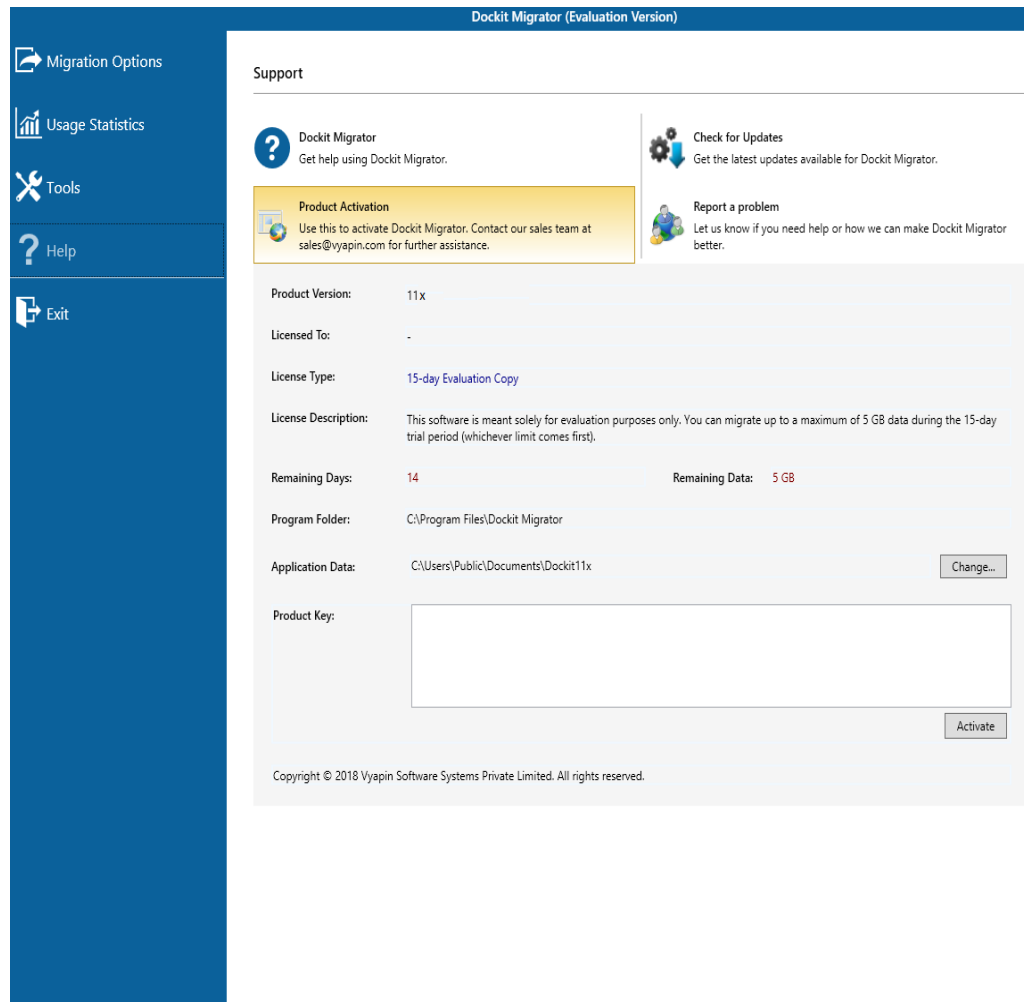 Dockit Migrator (Evaluation Version)
Migration Options
Usage Statistics
Tools
Help
Exit
Support
Dockit Migrator
Get help using Dockit Migrator.
Check for Updates
Get the latest updates available for Dockit Migrator.
Product Activation
Use this to activate Dockit Migrator. Contact our sales team at
sales@vyapin.com for further assistance.
Report a problem
Let us know if you need help or how we can make Dockit Migrator
better.
Product Version: 11x
Licensed To: -
License Type: 15-day Evaluation Copy
License Description: This software is meant solely for evaluation purposes only. You can migrate up to a maximum of 5 GB data during the 15-day
trial period (whichever limit comes first).
Remaining Days: 14 Remaining Data: 5 GB
Program Folder: C:\Program Files\Dockit Migrator
Application Data: C:\Users\Public\Documents\Dockit11x Change...
Product Key:
Activate
Copyright © 2018 Vyapin Software Systems Private Limited. All rights reserved.